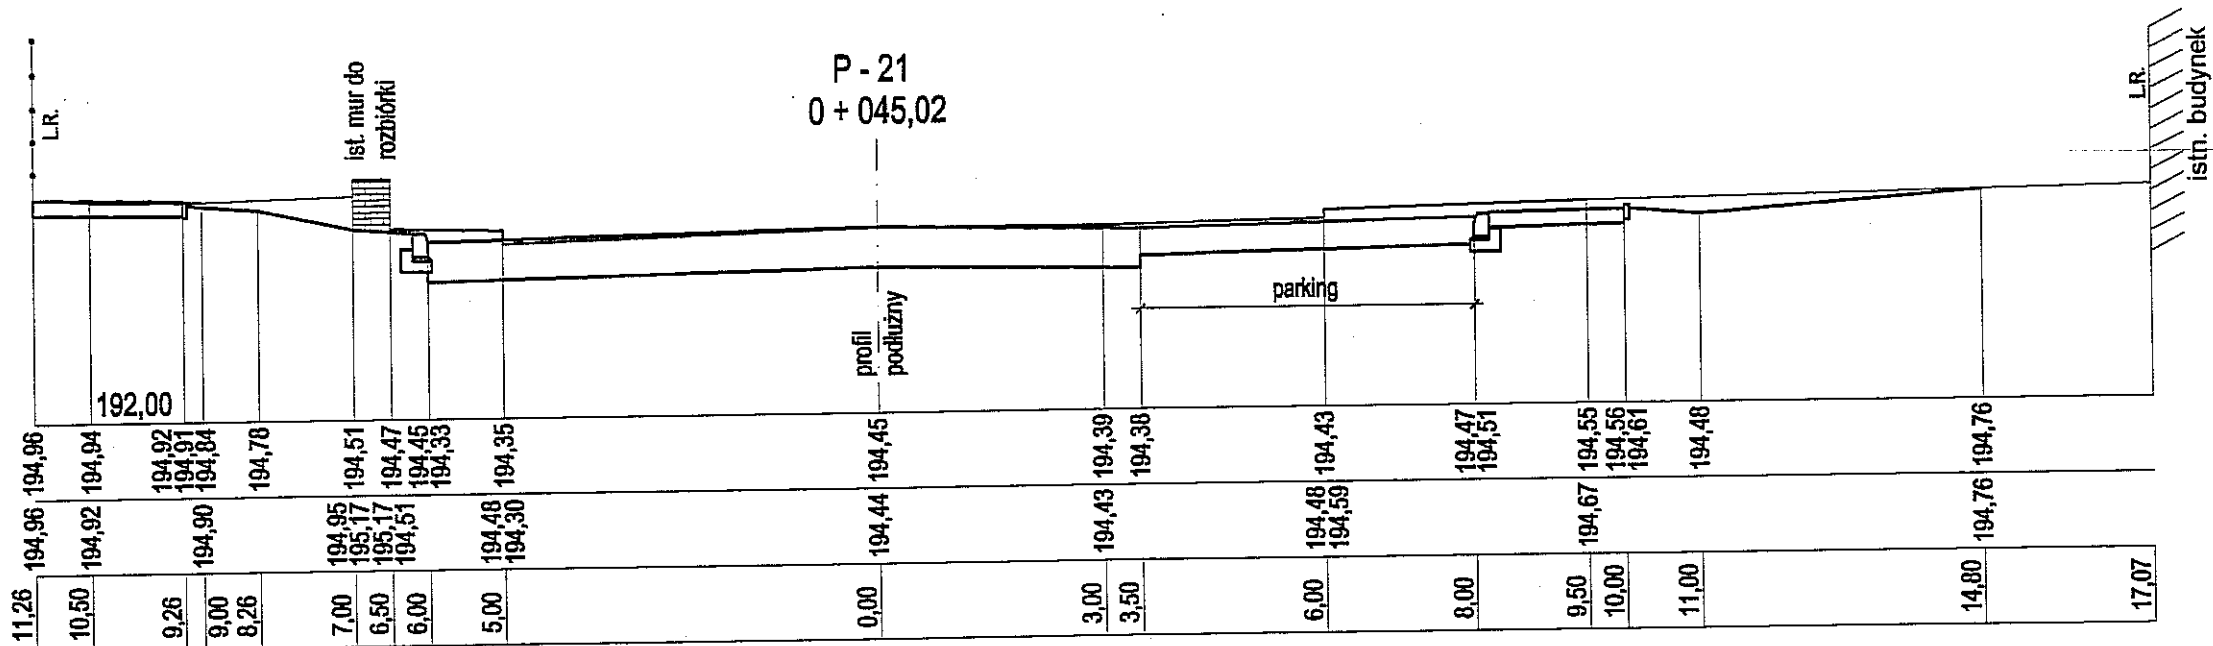 P - 21
0 + 045,02
L.R.
ist. mur do
rozbiórki
L.R.
istn. budynek
parking
profil
podłużny
192,00
194,96 194,94 194,92 194,91 194,84 194,78 194,51 194,47 194,45 194,33 194,35 194,45 194,39 194,38 194,43 194,47 194,51 194,55 194,56 194,61 194,48 194,76
194,96 194,92 194,90 194,95 195,17 195,17 194,51 194,48 194,30 194,44 194,43 194,48 194,59 194,67 194,76
11,26 10,50 9,26 9,00 8,26 7,00 6,50 6,00 5,00 0,00 3,00 3,50 6,00 8,00 9,50 10,00 11,00 14,80 17,07